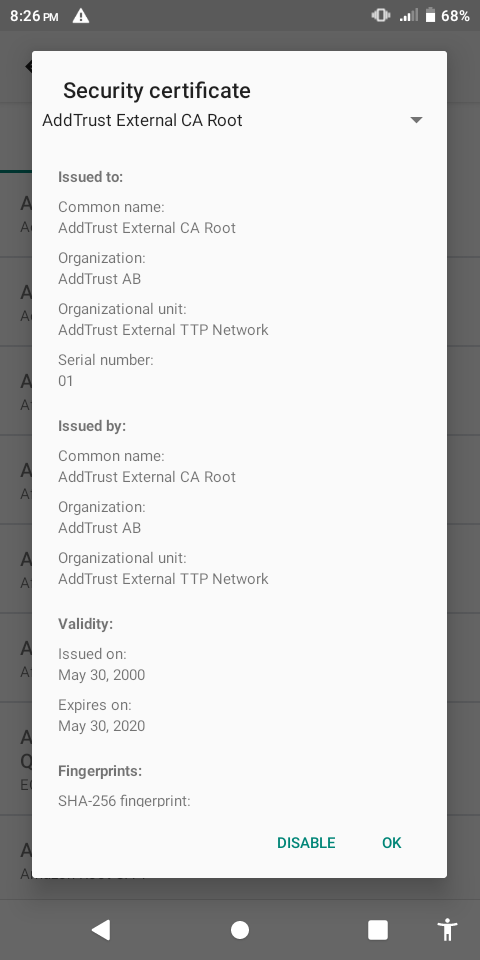 8:26 PM
68%
Security certificate
AddTrust External CA Root
Issued to:
Common name:
AddTrust External CA Root
Organization:
AddTrust AB
Organizational unit:
AddTrust External TTP Network
Serial number:
01
Issued by:
Common name:
AddTrust External CA Root
Organization:
AddTrust AB
Organizational unit:
AddTrust External TTP Network
Validity:
Issued on:
May 30, 2000
Expires on:
May 30, 2020
Fingerprints:
SHA-256 fingerprint:
DISABLE OK